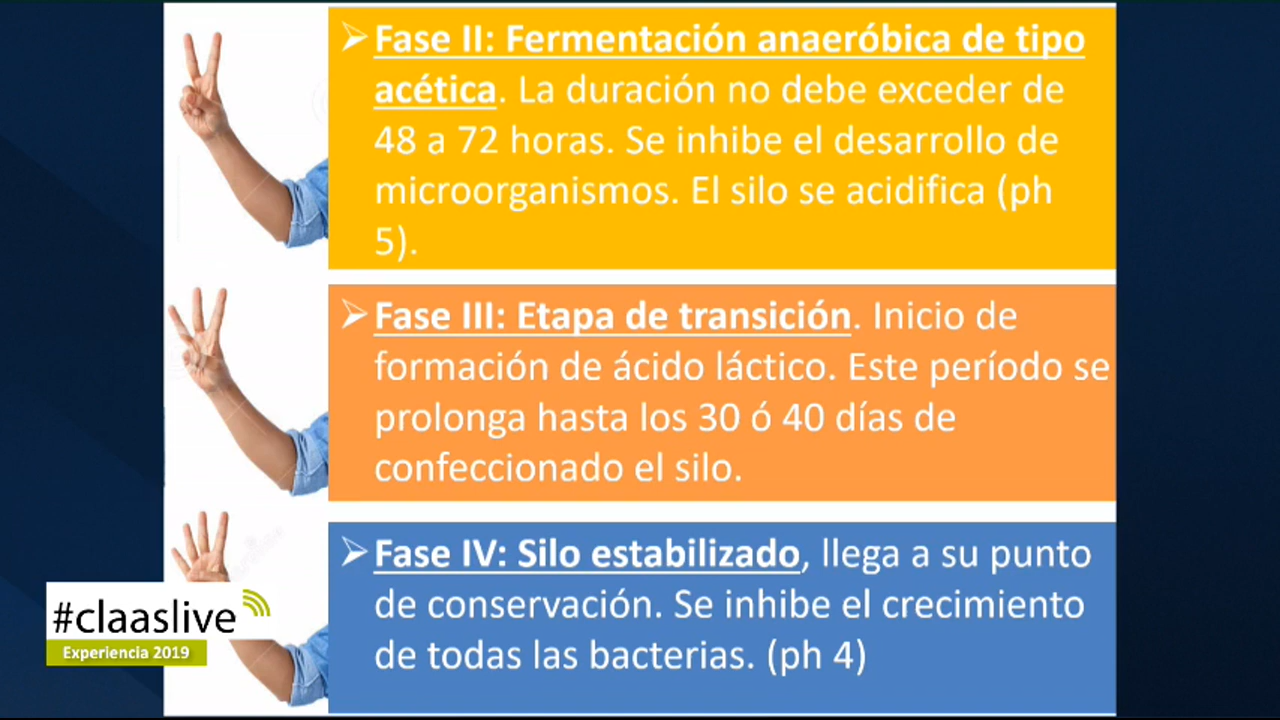 Fase II: Fermentación anaeróbica de tipo
acética. La duración no debe exceder de
48 a 72 horas. Se inhibe el desarrollo de
microorganismos. El silo se acidifica (ph
5).
Fase III: Etapa de transición. Inicio de
formación de ácido láctico. Este período se
prolonga hasta los 30 ó 40 días de
confeccionado el silo.
Fase IV: Silo estabilizado, llega a su punto
de conservación. Se inhibe el crecimiento
de todas las bacterias. (ph 4)
#claaslive
Experiencia 2019